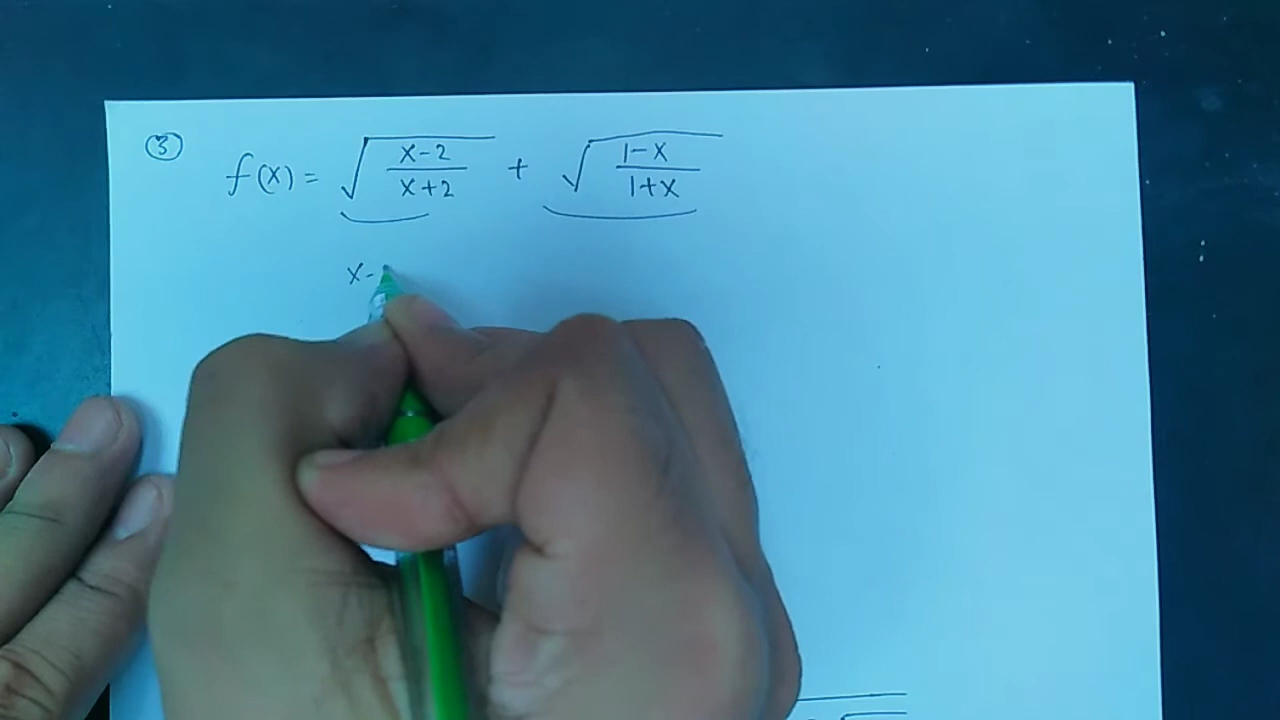 ③ f(x) = √((x-2)/(x+2)) + √((1-x)/(1+x))
x-